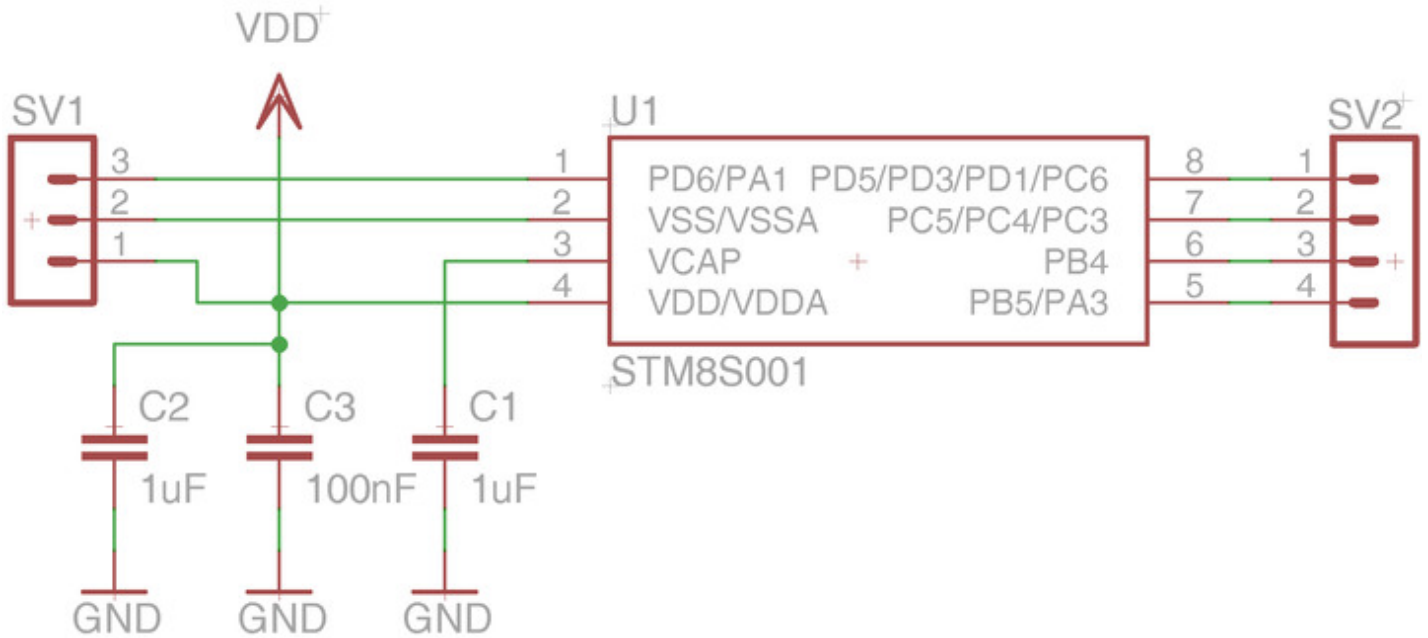 VDD
SV1
3
2
1
U1
1
2
3
4
PD6/PA1 PD5/PD3/PD1/PC6
VSS/VSSA PC5/PC4/PC3
VCAP PB4
VDD/VDDA PB5/PA3
8
7
6
5
SV2
1
2
3
4
STM8S001
C2
1uF
C3
100nF
C1
1uF
GND
GND
GND